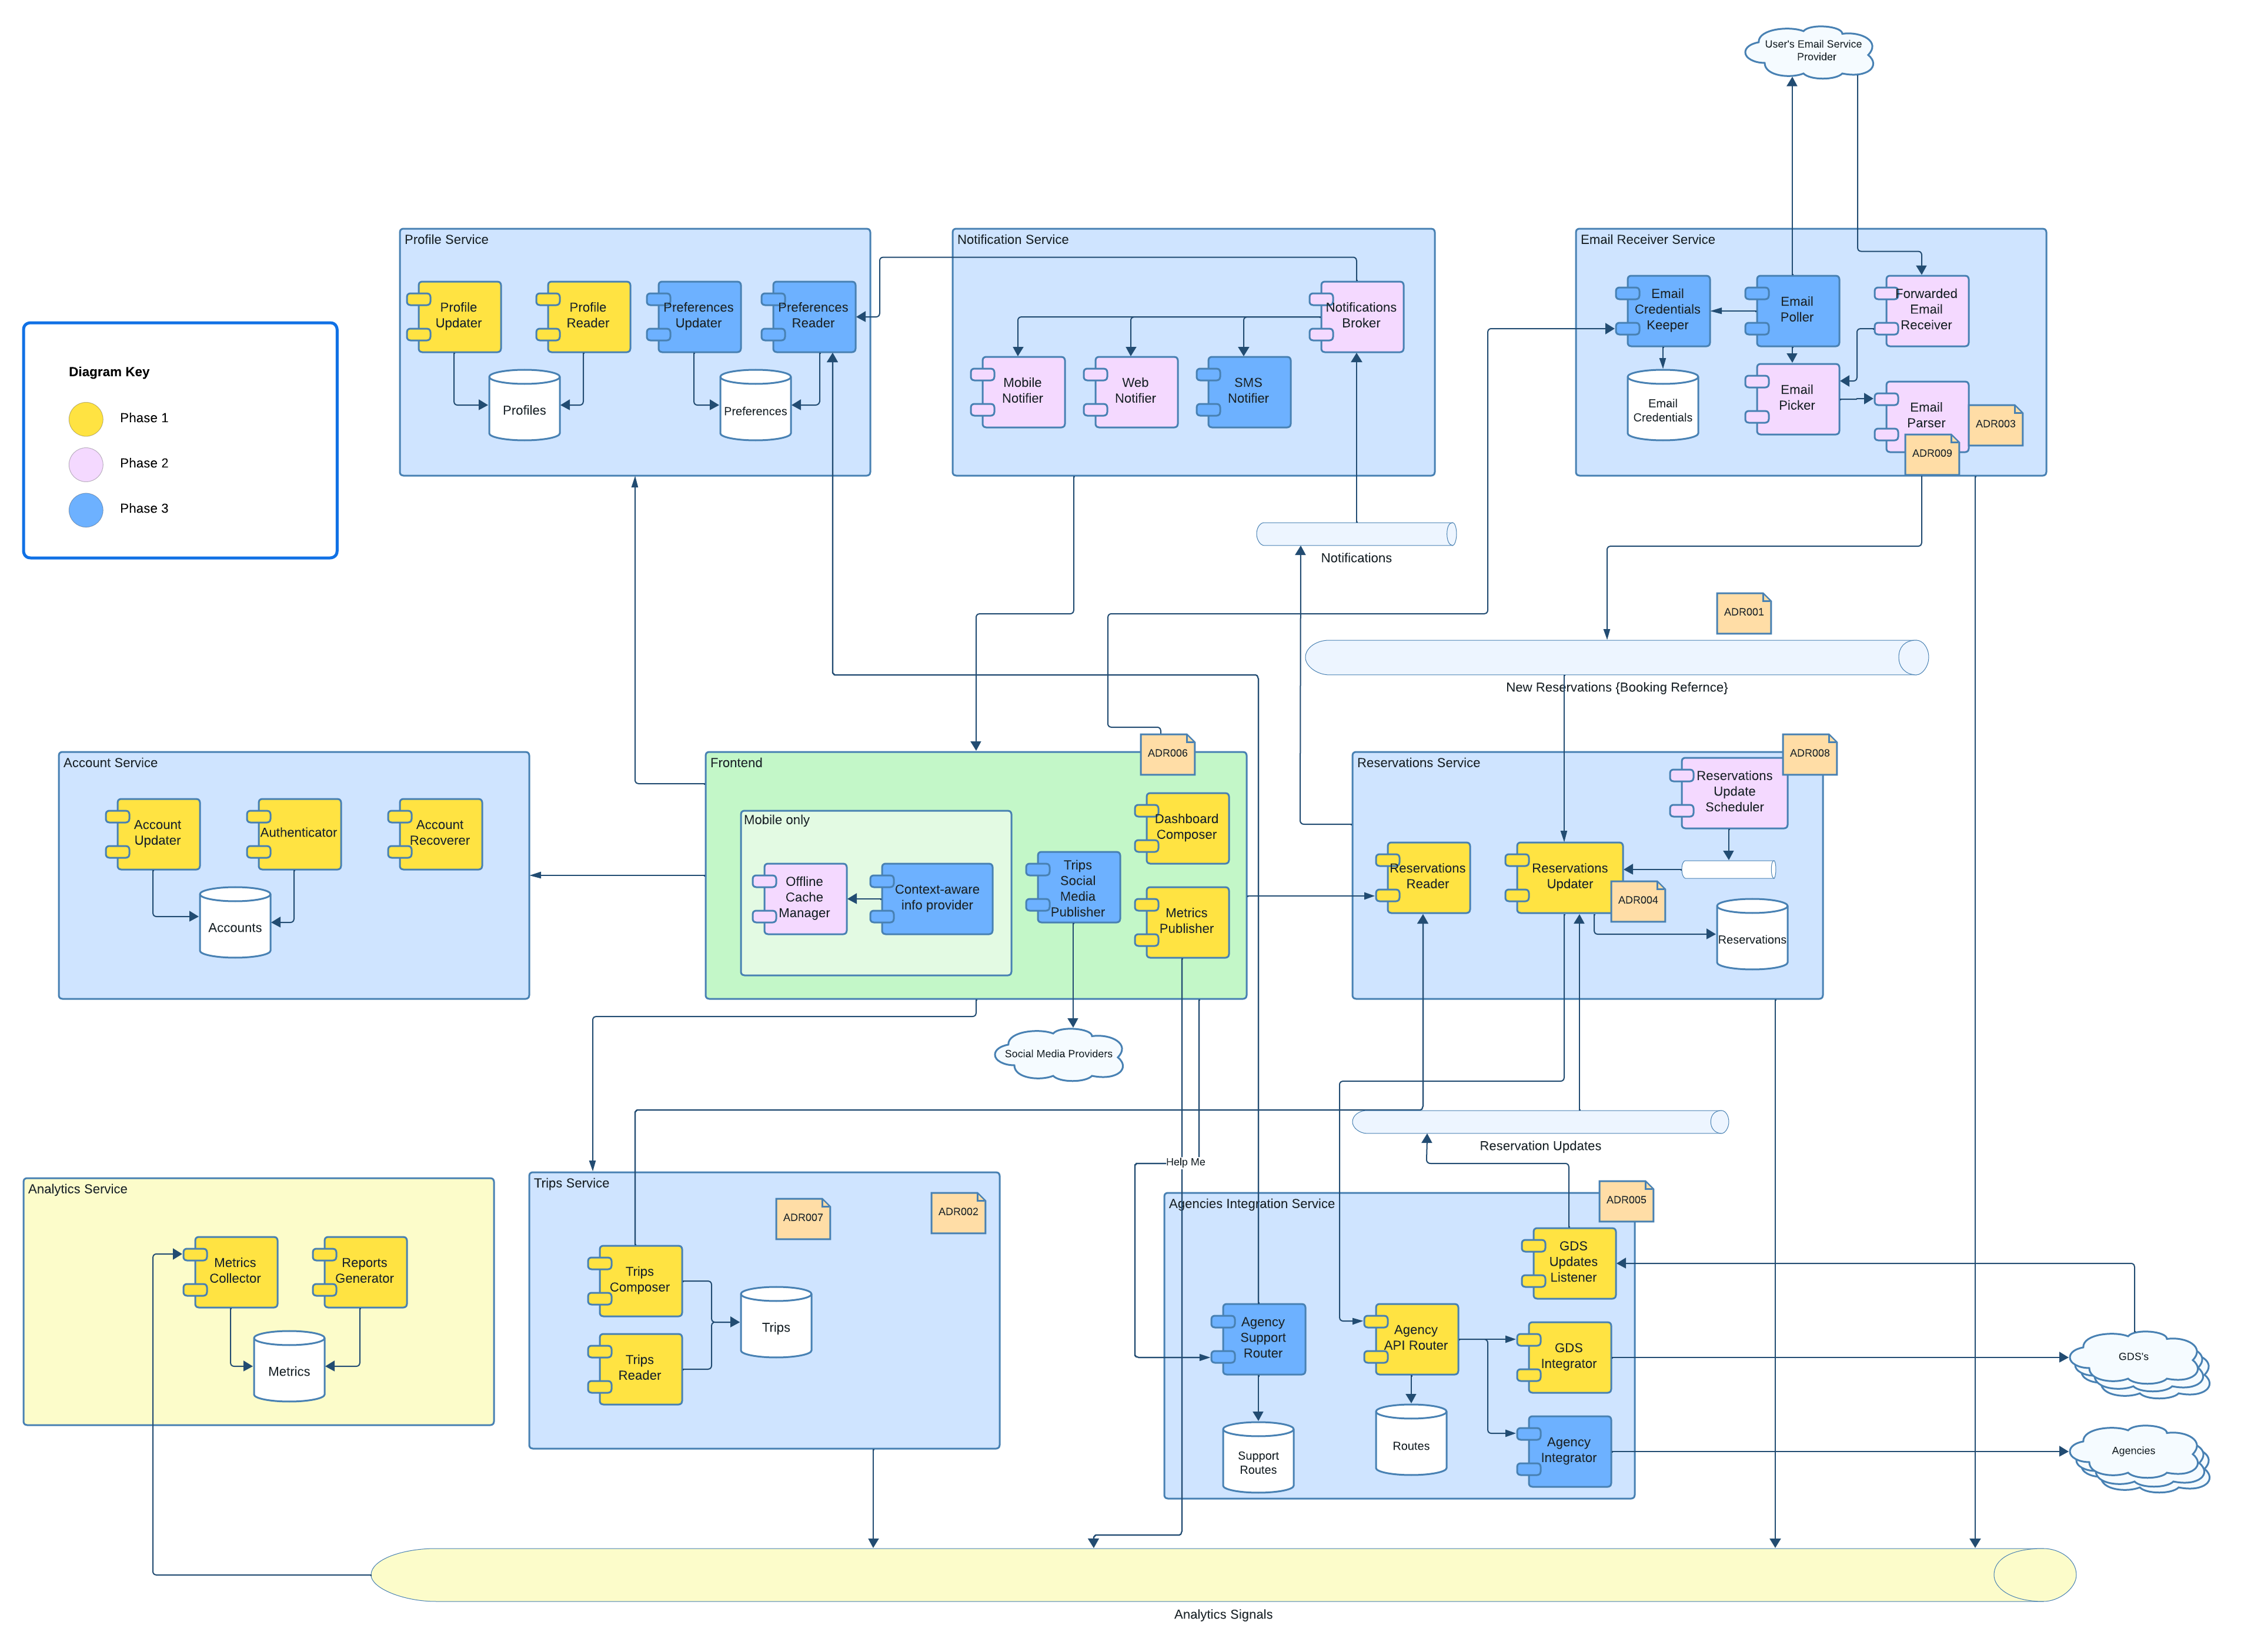 User's Email Service
Provider
Profile Service
Profile
Updater
Profile
Reader
Preferences
Updater
Preferences
Reader
Profiles
Preferences
Notification Service
Notifications
Broker
Mobile
Notifier
Web
Notifier
SMS
Notifier
Email Receiver Service
Email
Credentials
Keeper
Email
Poller
Forwarded
Email
Receiver
Email
Credentials
Email
Picker
Email
Parser
ADR003
ADR009
Diagram Key
Phase 1
Phase 2
Phase 3
Notifications
ADR001
New Reservations {Booking Refernce}
Account Service
Account
Updater
Authenticator
Account
Recoverer
Accounts
Frontend
ADR006
Mobile only
Offline
Cache
Manager
Context-aware
info provider
Trips
Social
Media
Publisher
Dashboard
Composer
Metrics
Publisher
Reservations Service
ADR008
Reservations
Update
Scheduler
Reservations
Reader
Reservations
Updater
ADR004
Reservations
Social Media Providers
Reservation Updates
Help Me
Analytics Service
Metrics
Collector
Reports
Generator
Metrics
Trips Service
ADR007
ADR002
Trips
Composer
Trips
Reader
Trips
Agencies Integration Service
ADR005
GDS
Updates
Listener
Agency
Support
Router
Agency
API Router
GDS
Integrator
Agency
Integrator
Support
Routes
Routes
GDS's
Agencies
Analytics Signals